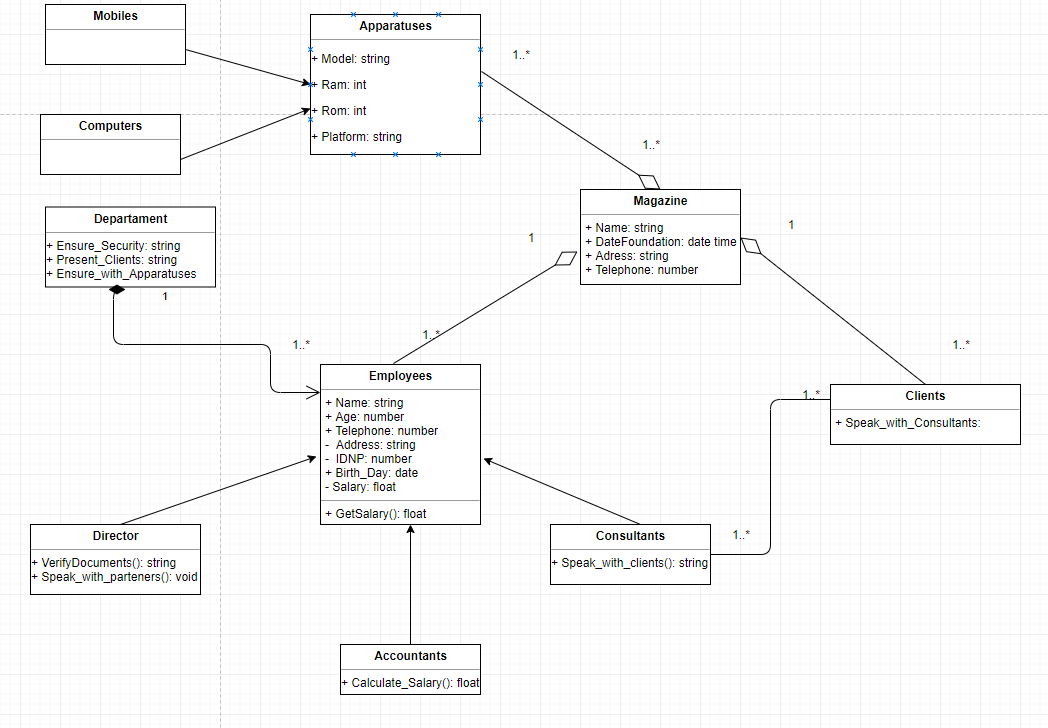 Mobiles
Apparatuses
+ Model: string
+ Ram: int
+ Rom: int
+ Platform: string
1..*
Computers
1..*
Magazine
+ Name: string
+ DateFoundation: date time
+ Adress: string
+ Telephone: number
1
1
Departament
+ Ensure_Security: string
+ Present_Clients: string
+ Ensure_with_Apparatuses
1
1..*
1..*
1..*
Employees
+ Name: string
+ Age: number
+ Telephone: number
- Address: string
- IDNP: number
+ Birth_Day: date
- Salary: float
+ GetSalary(): float
1..*
Clients
+ Speak_with_Consultants:
Director
+ VerifyDocuments(): string
+ Speak_with_parteners(): void
Consultants
+ Speak_with_clients(): string
1..*
Accountants
+ Calculate_Salary(): float